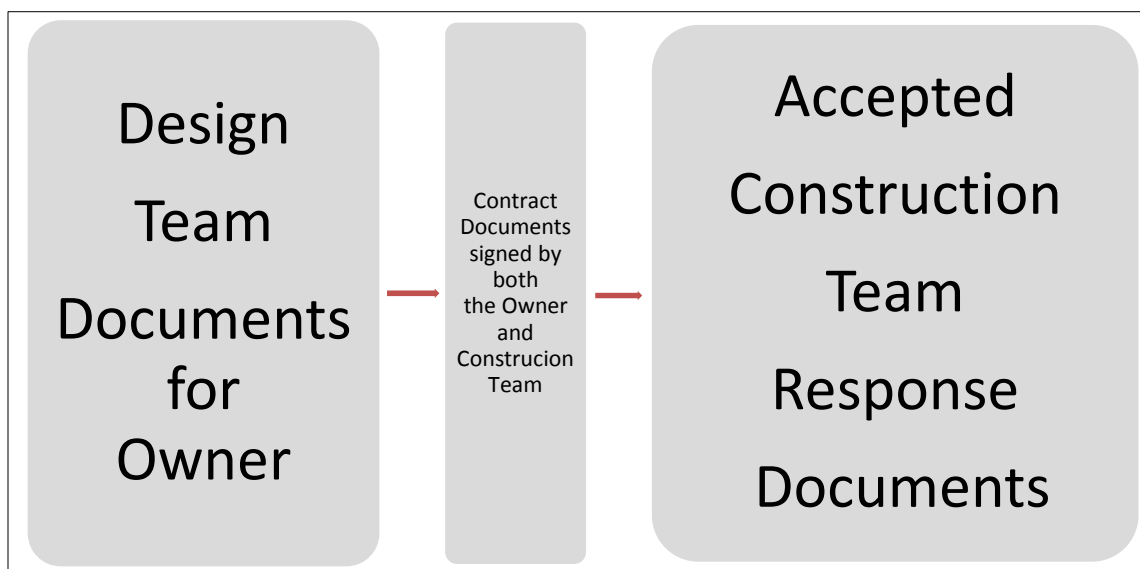 Design
Team
Documents
for
Owner
Contract
Documents
signed by
both
the Owner
and
Construcion
Team
Accepted
Construction
Team
Response
Documents